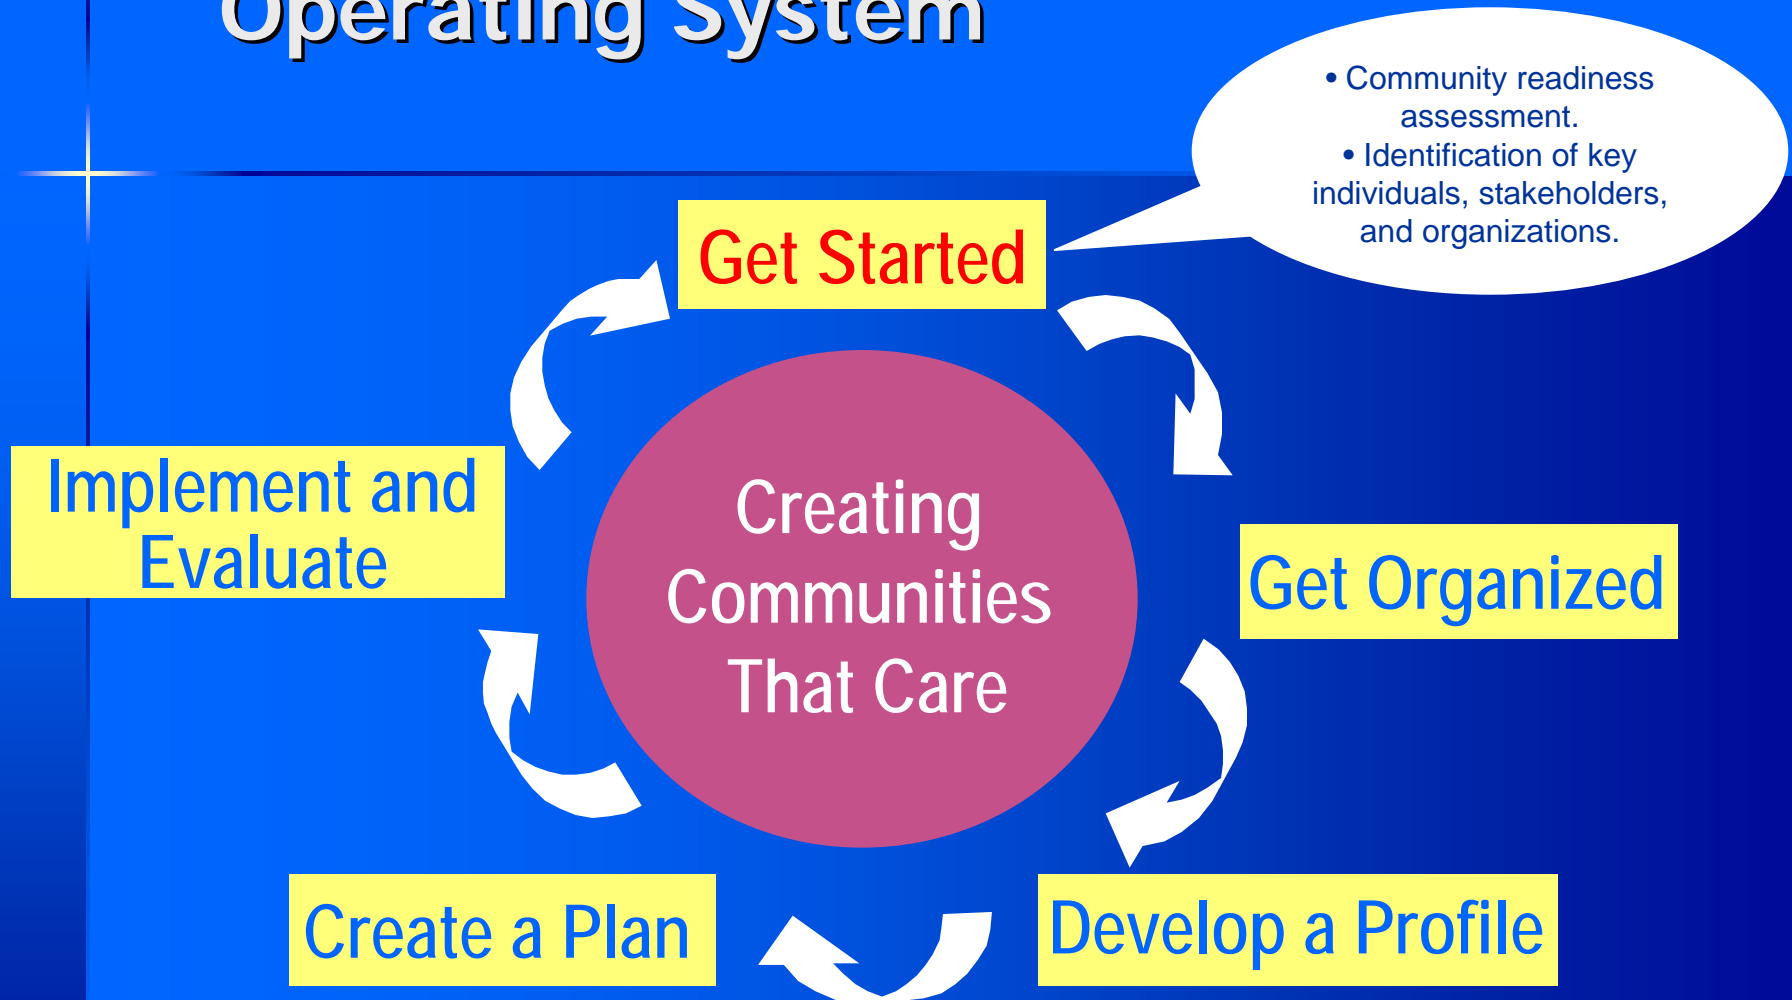 Operating System
• Community readiness
assessment.
• Identification of key
individuals, stakeholders,
and organizations.
Get Started
Implement and
Evaluate
Creating
Communities
That Care
Get Organized
Create a Plan
Develop a Profile